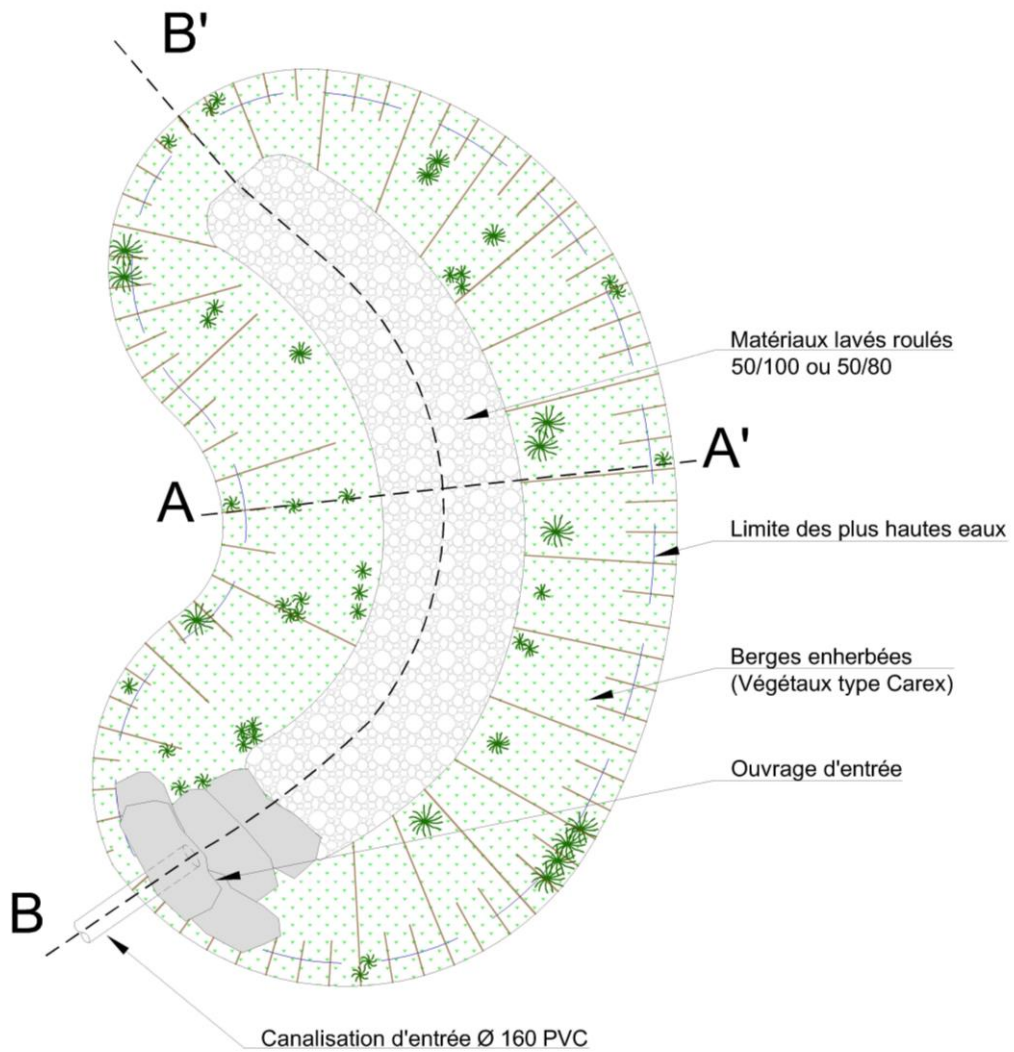 B'
Matériaux lavés roulés
50/100 ou 50/80
A'
A
Limite des plus hautes eaux
Berges enherbées
(Végétaux type Carex)
Ouvrage d'entrée
B
Canalisation d'entrée Ø 160 PVC